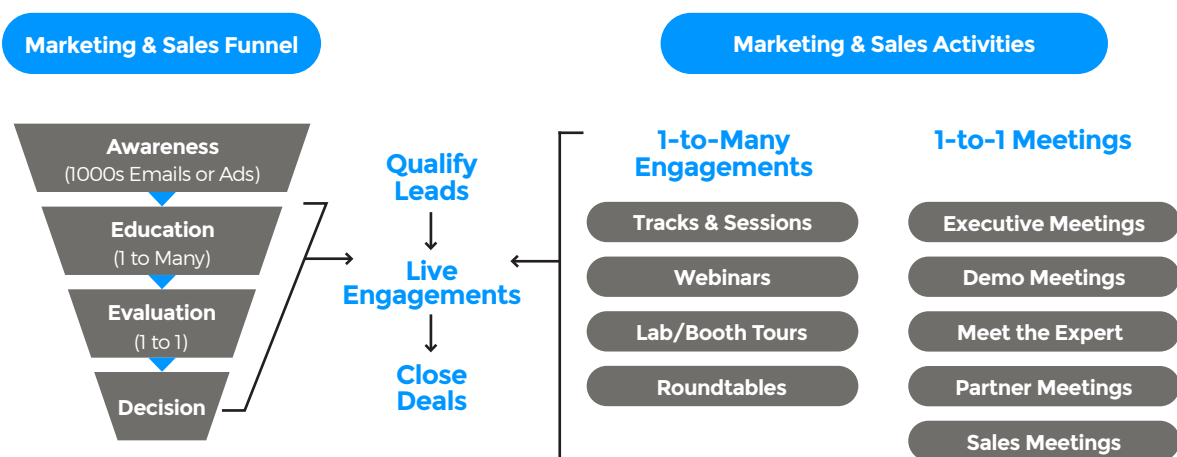 Marketing & Sales Funnel
Marketing & Sales Activities
Awareness
(1000s Emails or Ads)
Education
(1 to Many)
Evaluation
(1 to 1)
Decision
Qualify
Leads
Live
Engagements
Close
Deals
1-to-Many
Engagements
Tracks & Sessions
Webinars
Lab/Booth Tours
Roundtables
1-to-1 Meetings
Executive Meetings
Demo Meetings
Meet the Expert
Partner Meetings
Sales Meetings